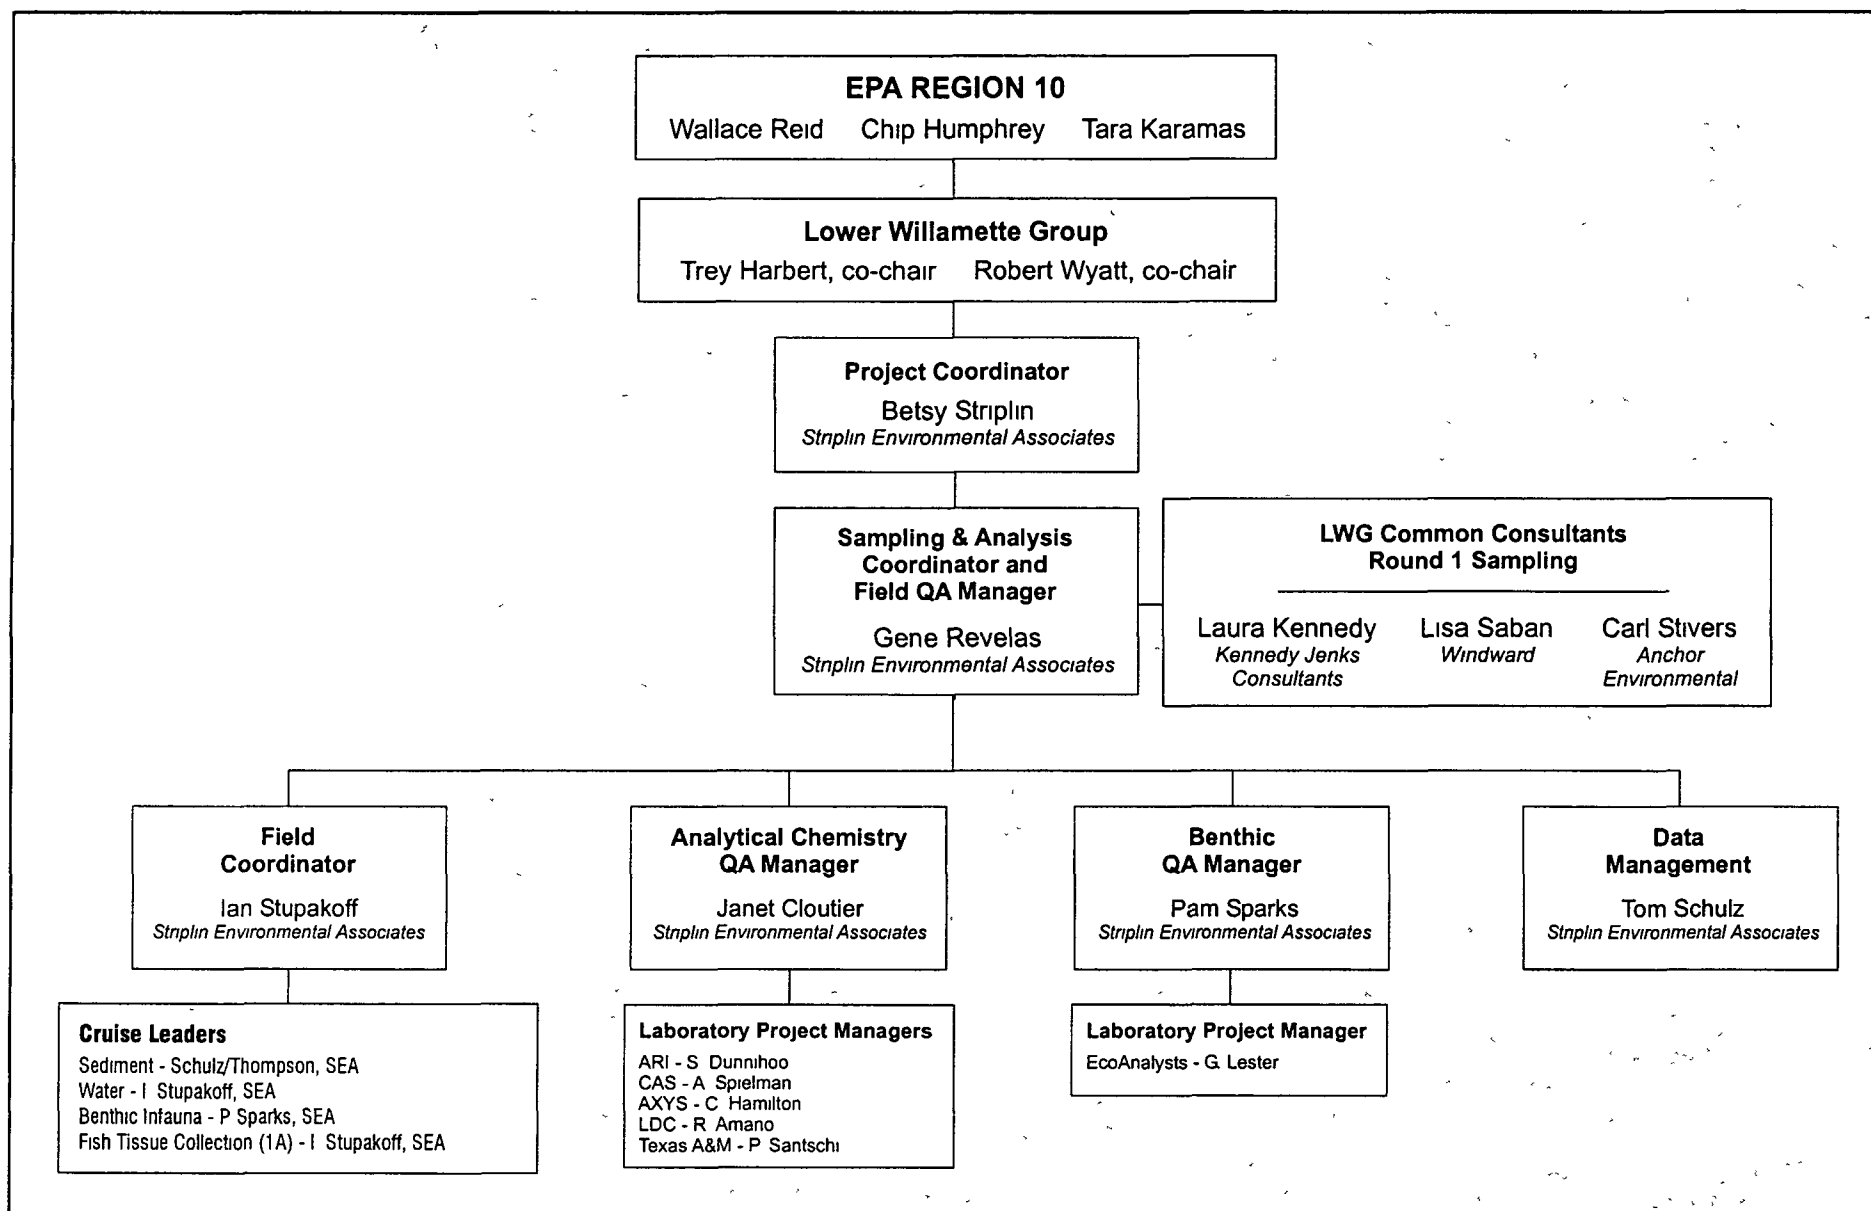 EPA REGION 10
Wallace Reid Chip Humphrey Tara Karamas
Lower Willamette Group
Trey Harbert, co-chair Robert Wyatt, co-chair
Project Coordinator
Betsy Striplin
Striplin Environmental Associates
Sampling & Analysis
Coordinator and
Field QA Manager
Gene Revelas
Striplin Environmental Associates
LWG Common Consultants
Round 1 Sampling
Laura Kennedy Lisa Saban Carl Stivers
Kennedy Jenks Windward Anchor
Consultants Environmental
Field
Coordinator
Ian Stupakoff
Striplin Environmental Associates
Analytical Chemistry
QA Manager
Janet Cloutier
Striplin Environmental Associates
Benthic
QA Manager
Pam Sparks
Striplin Environmental Associates
Data
Management
Tom Schulz
Striplin Environmental Associates
Cruise Leaders
Sediment - Schulz/Thompson, SEA
Water - I Stupakoff, SEA
Benthic Infauna - P Sparks, SEA
Fish Tissue Collection (1A) - I Stupakoff, SEA
Laboratory Project Managers
ARI - S Dunnihoo
CAS - A Spielman
AXYS - C Hamilton
LDC - R Amano
Texas A&M - P Santschi
Laboratory Project Manager
EcoAnalysts - G. Lester